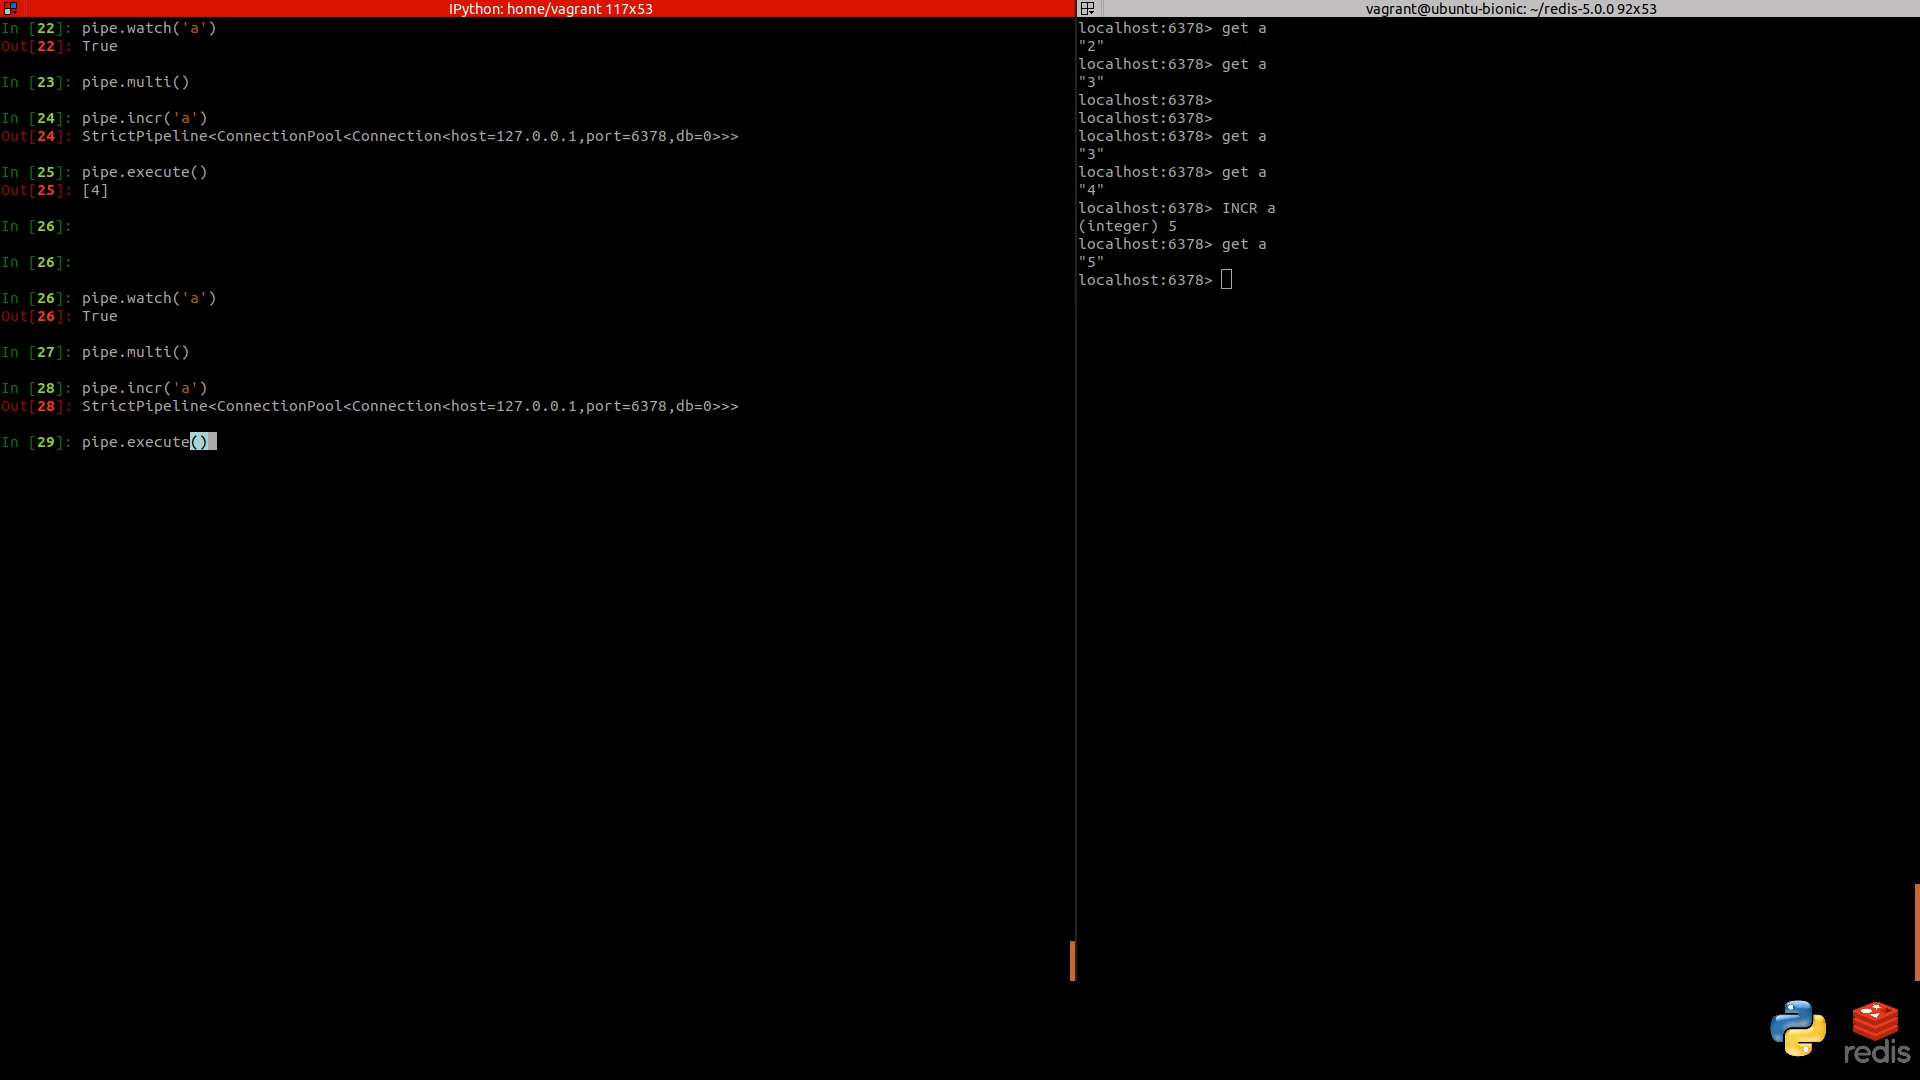 IPython: home/vagrant 117x53
In [22]: pipe.watch('a')
Out[22]: True
In [23]: pipe.multi()
In [24]: pipe.incr('a')
Out[24]: StrictPipeline<ConnectionPool<Connection<host=127.0.0.1,port=6378,db=0>>>
In [25]: pipe.execute()
Out[25]: [4]
In [26]:
In [26]:
In [26]: pipe.watch('a')
Out[26]: True
In [27]: pipe.multi()
In [28]: pipe.incr('a')
Out[28]: StrictPipeline<ConnectionPool<Connection<host=127.0.0.1,port=6378,db=0>>>
In [29]: pipe.execute()
vagrant@ubuntu-bionic: ~/redis-5.0.0 92x53
localhost:6378> get a
"2"
localhost:6378> get a
"3"
localhost:6378>
localhost:6378>
localhost:6378> get a
"3"
localhost:6378> get a
"4"
localhost:6378> INCR a
(integer) 5
localhost:6378> get a
"5"
localhost:6378>
redis